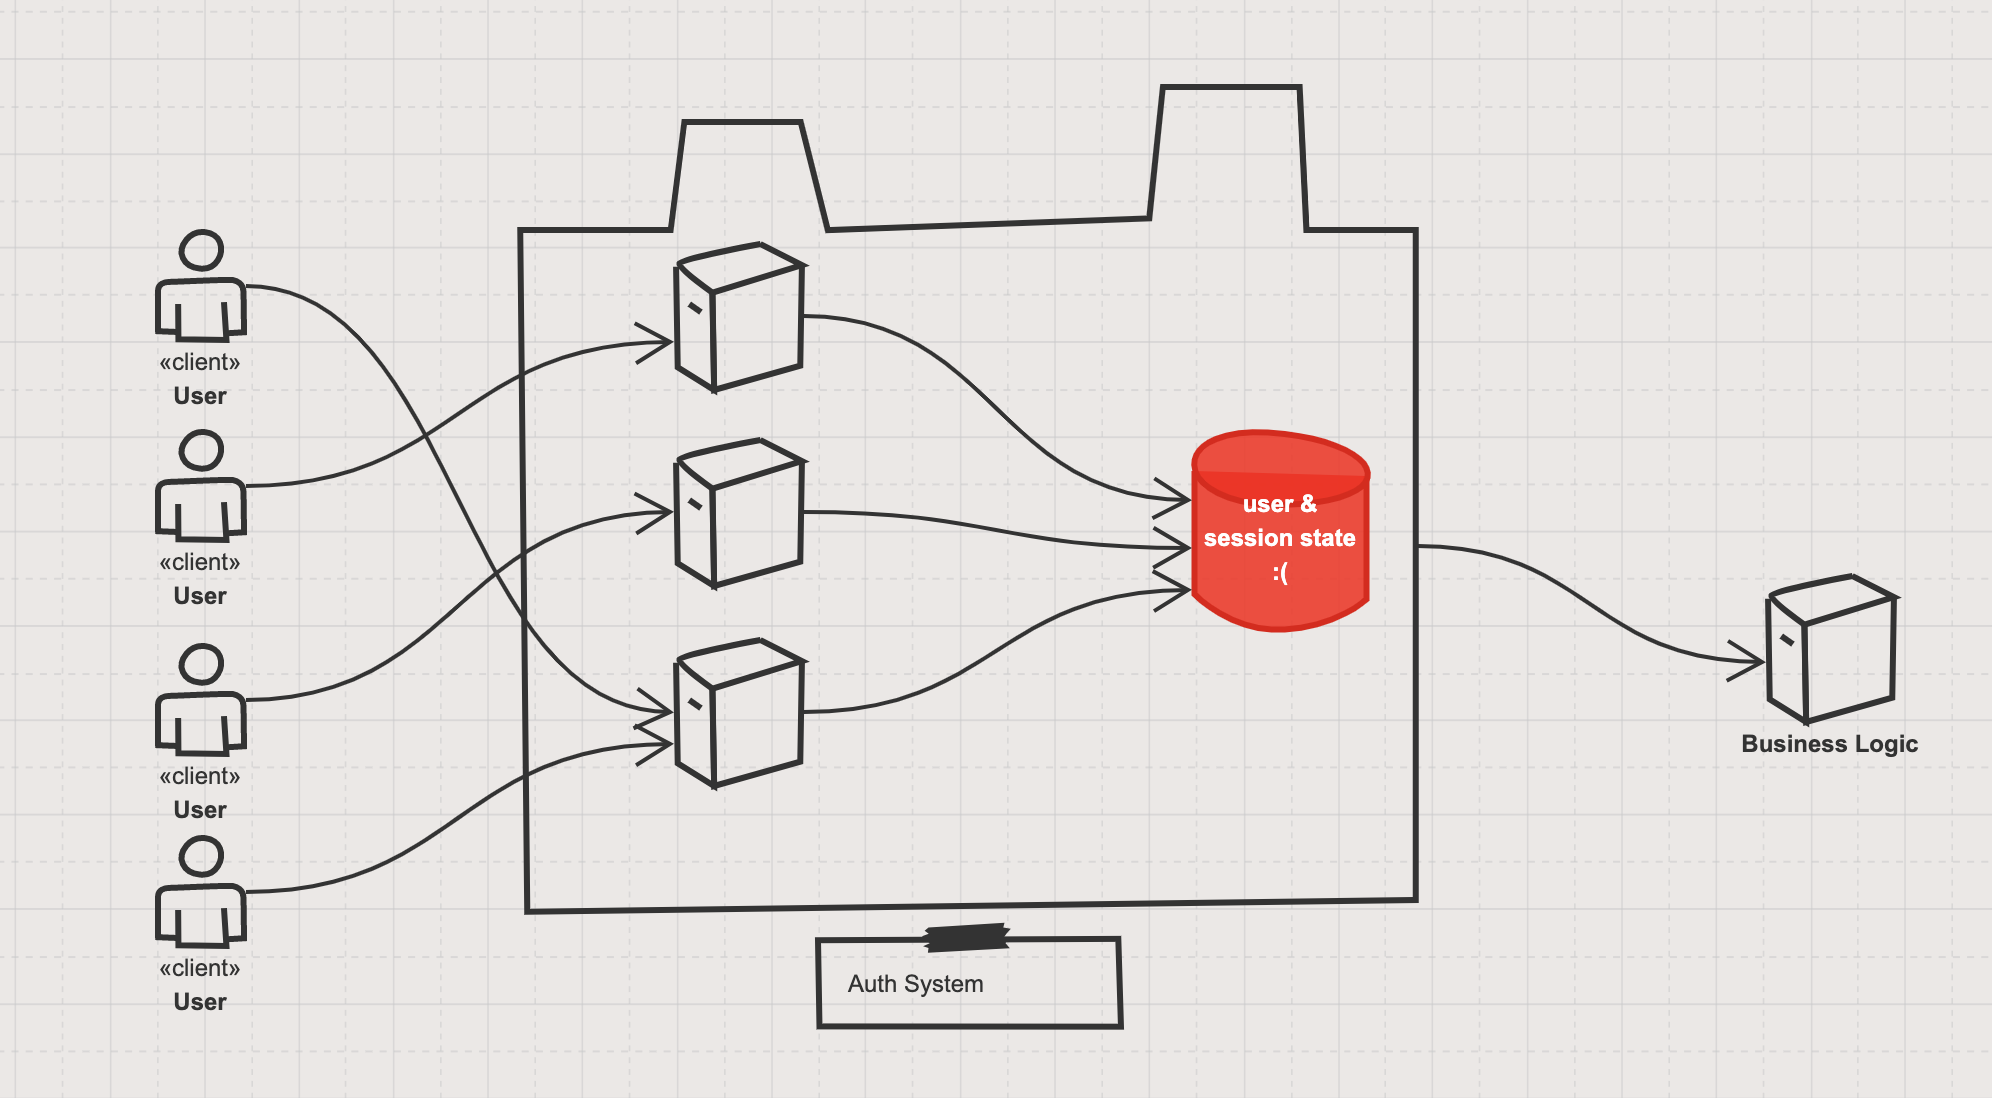 «client»
User
«client»
User
«client»
User
«client»
User
user &
session state
:(
Auth System
Business Logic